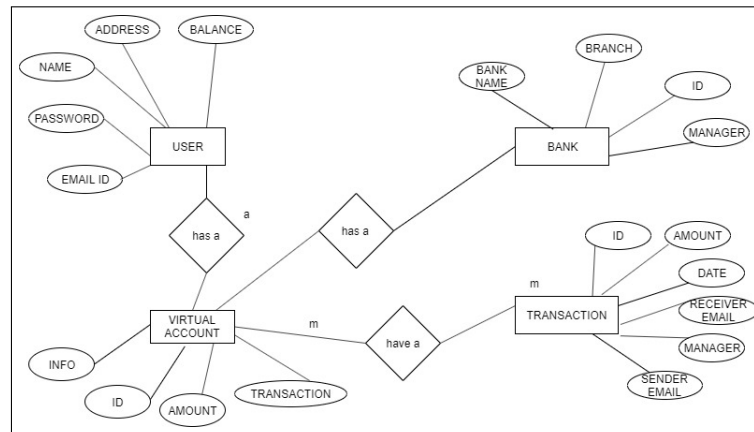 ADDRESS
BALANCE
NAME
PASSWORD
EMAIL ID
USER
BANK
NAME
BRANCH
ID
MANAGER
BANK
has a
a
has a
VIRTUAL
ACCOUNT
m
have a
m
TRANSACTION
ID
AMOUNT
DATE
RECEIVER
EMAIL
MANAGER
SENDER
EMAIL
INFO
ID
AMOUNT
TRANSACTION